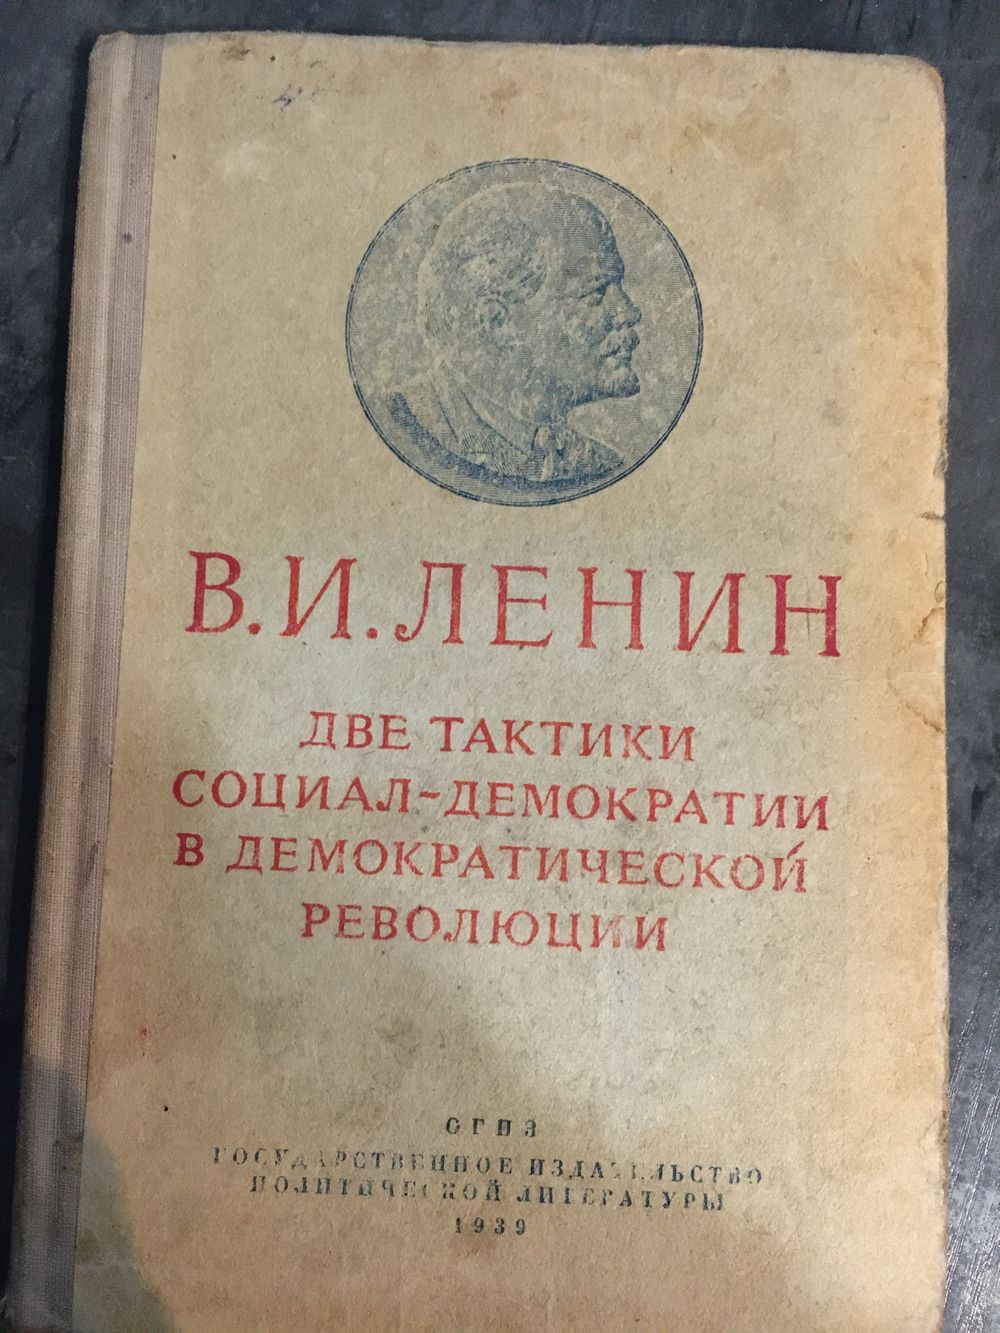 В. И. ЛЕНИН
ДВЕ ТАКТИКИ
СОЦИАЛ-ДЕМОКРАТИИ
В ДЕМОКРАТИЧЕСКОЙ
РЕВОЛЮЦИИ
ОГИЗ
ГОСУДАРСТВЕННОЕ ИЗДАТЕЛЬСТВО
ПОЛИТИЧЕСКОЙ ЛИТЕРАТУРЫ
1939